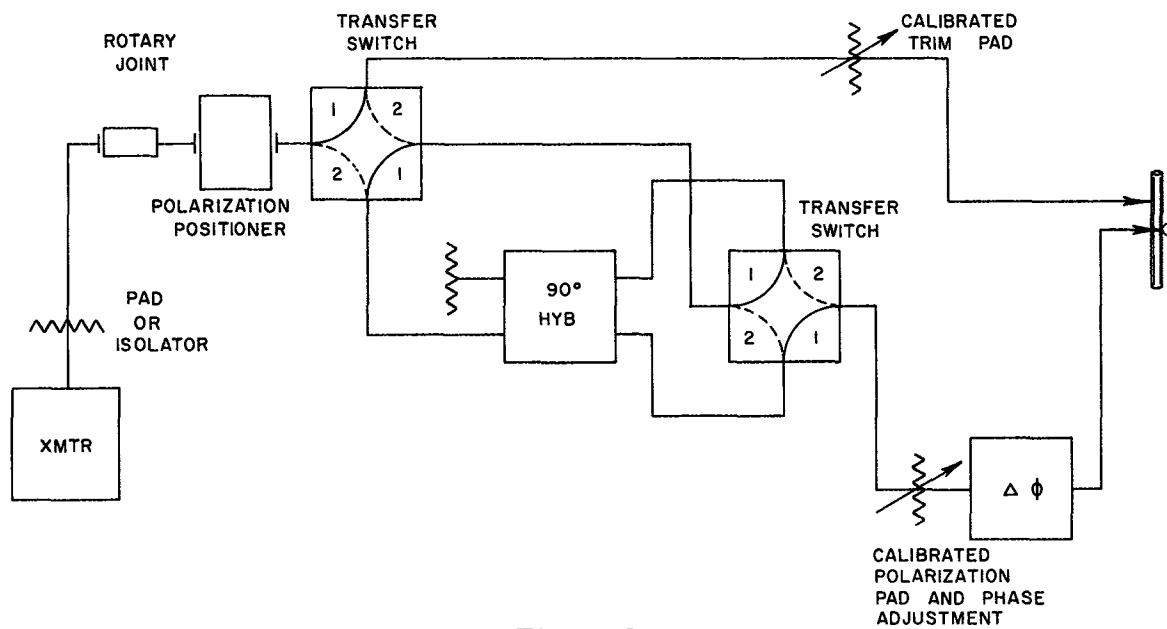 ROTARY
JOINT
TRANSFER
SWITCH
CALIBRATED
TRIM PAD
1
2
2
1
POLARIZATION
POSITIONER
TRANSFER
SWITCH
PAD
OR
ISOLATOR
90°
HYB
1
2
2
1
XMTR
Δ ϕ
CALIBRATED
POLARIZATION
PAD AND PHASE
ADJUSTMENT